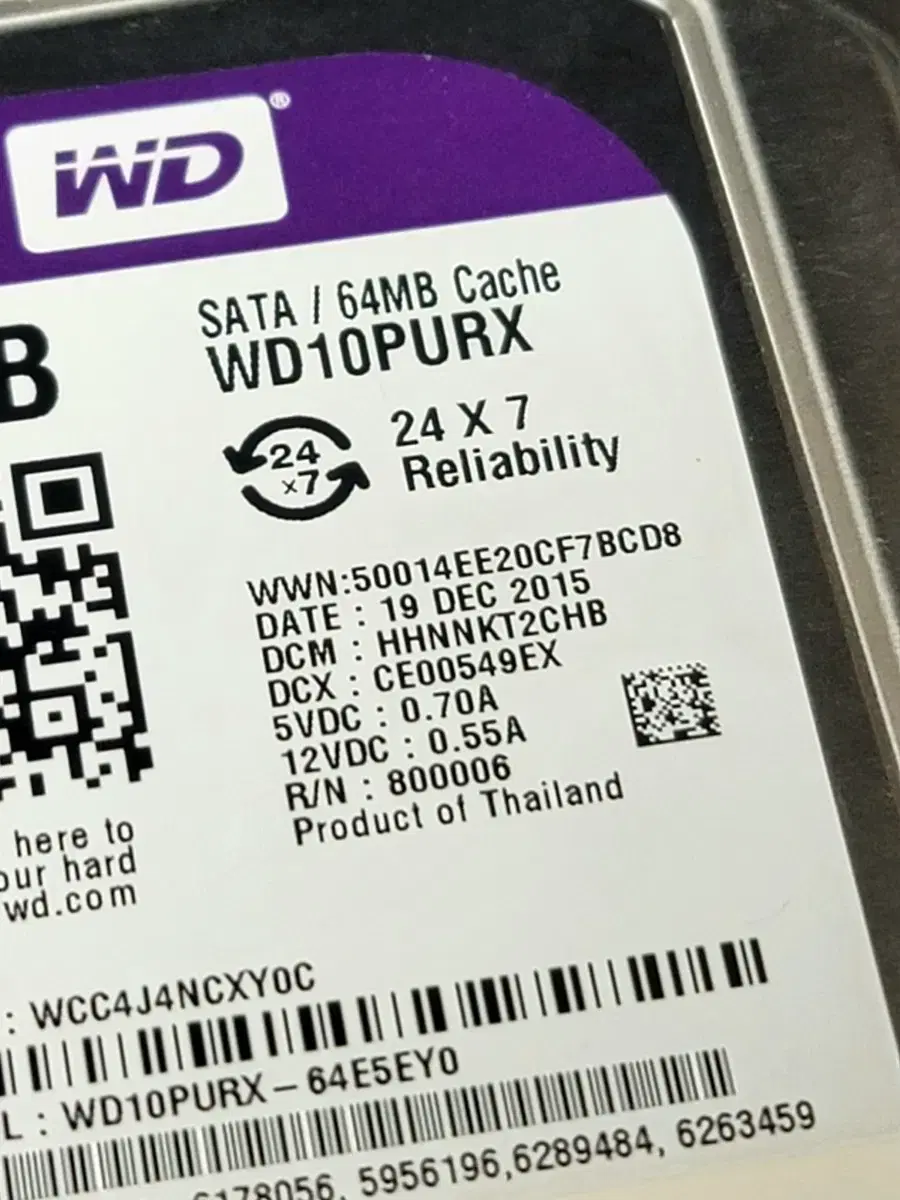 WD®
SATA / 64MB Cache
WD10PURX
B
24
x7
24 X 7
Reliability
WWN:50014EE20CF7BCD8
DATE : 19 DEC 2015
DCM : HHNNKT2CHB
DCX : CE00549EX
5VDC : 0.70A
12VDC : 0.55A
R/N : 800006
Product of Thailand
here to
our hard
wd.com
: WCC4J4NCXY0C
L : WD10PURX – 64E5EY0
6178056, 5956196,6289484, 6263459